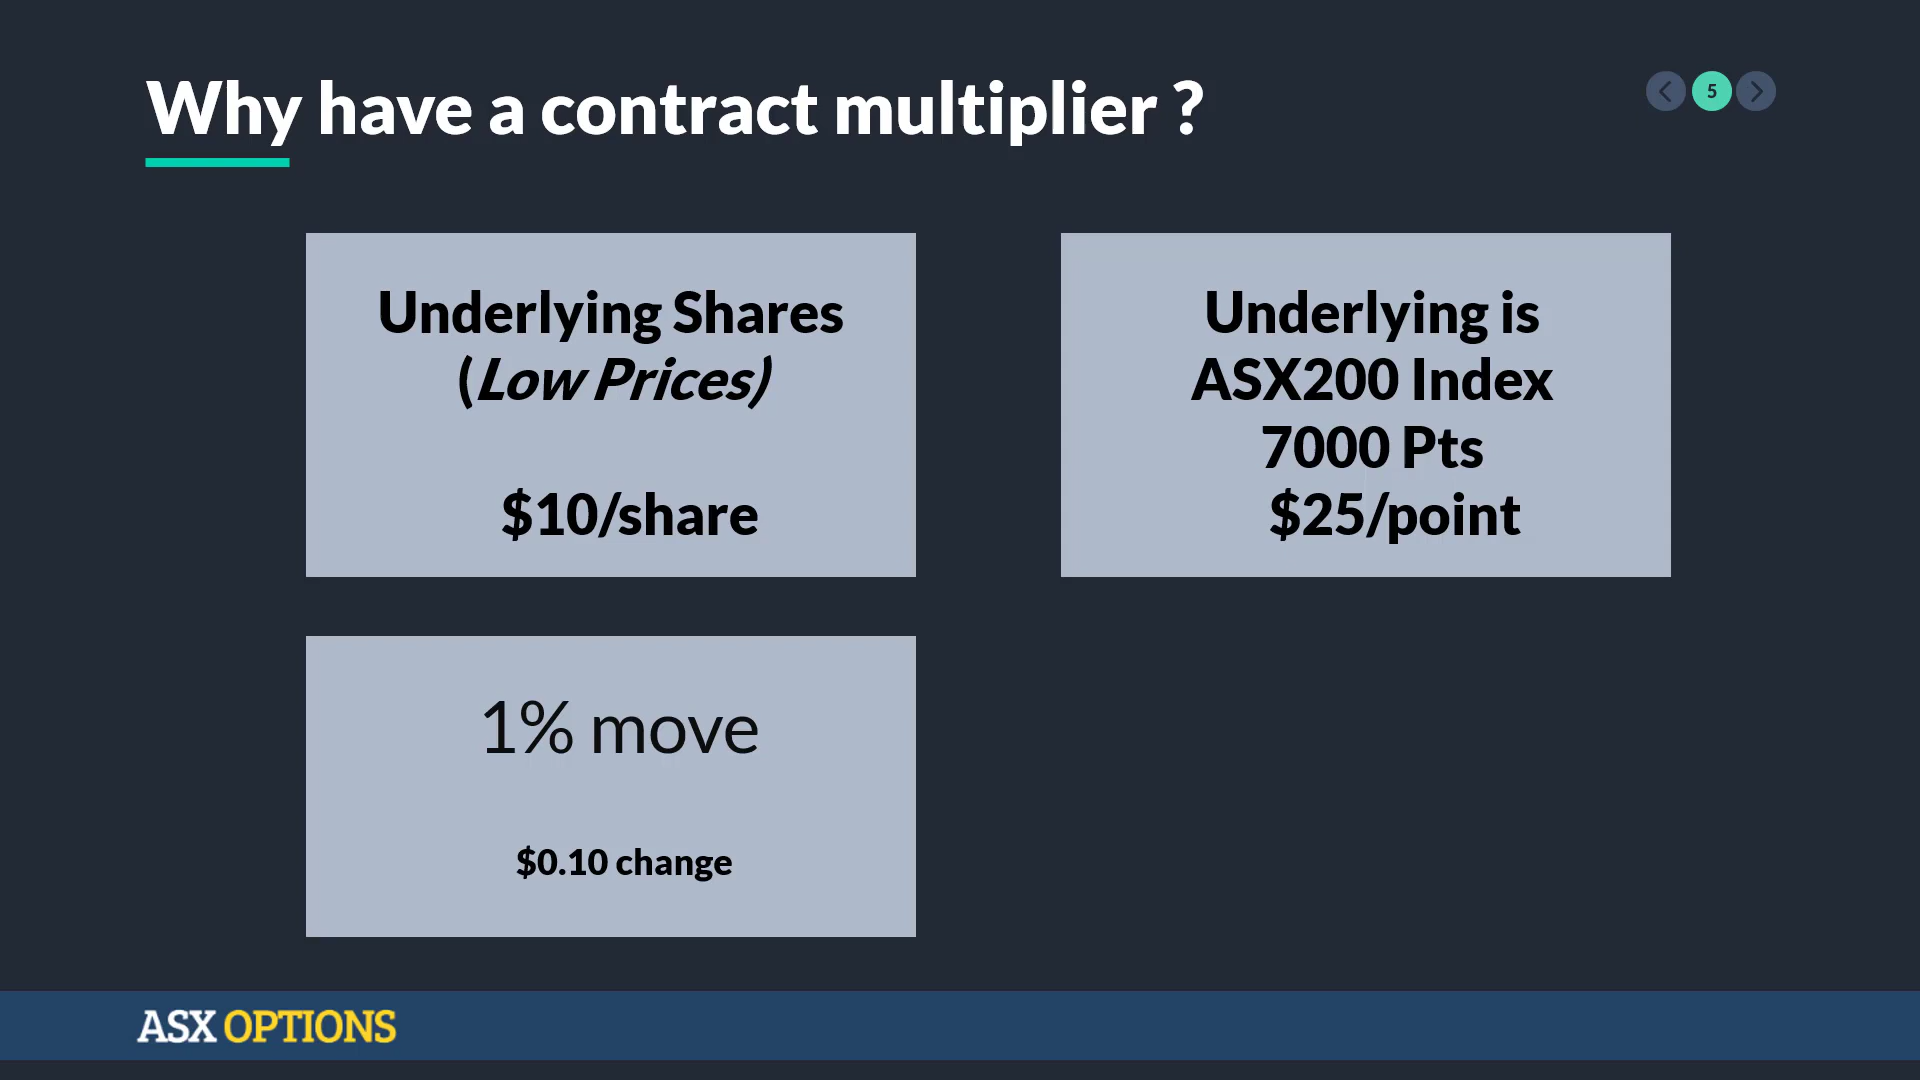 Why have a contract multiplier ?
5
Underlying Shares
(Low Prices)
$10/share
Underlying is
ASX200 Index
7000 Pts
$25/point
1% move
$0.10 change
ASX OPTIONS